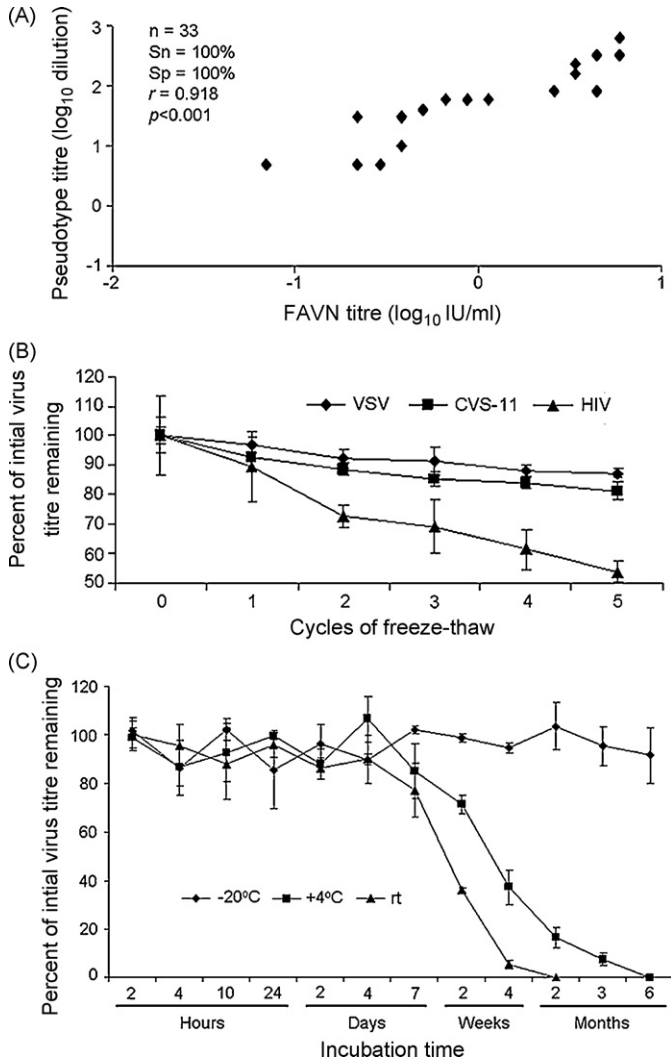 (A)
Pseudotype titre (log10 dilution)
3
2
1
0
-1
n = 33
Sn = 100%
Sp = 100%
r = 0.918
p<0.001
-2 -1 0 1
FAVN titre (log10 IU/ml)
(B)
Percent of intial virus
titre remaining
120
110
100
90
80
70
60
50
VSV CVS-11 HIV
0 1 2 3 4 5
Cycles of freeze-thaw
(C)
Percent of intial virus titre remaining
120
100
80
60
40
20
0
-20ºC +4ºC rt
2 4 10 24 2 4 7 2 4 2 3 6
Hours Days Weeks Months
Incubation time